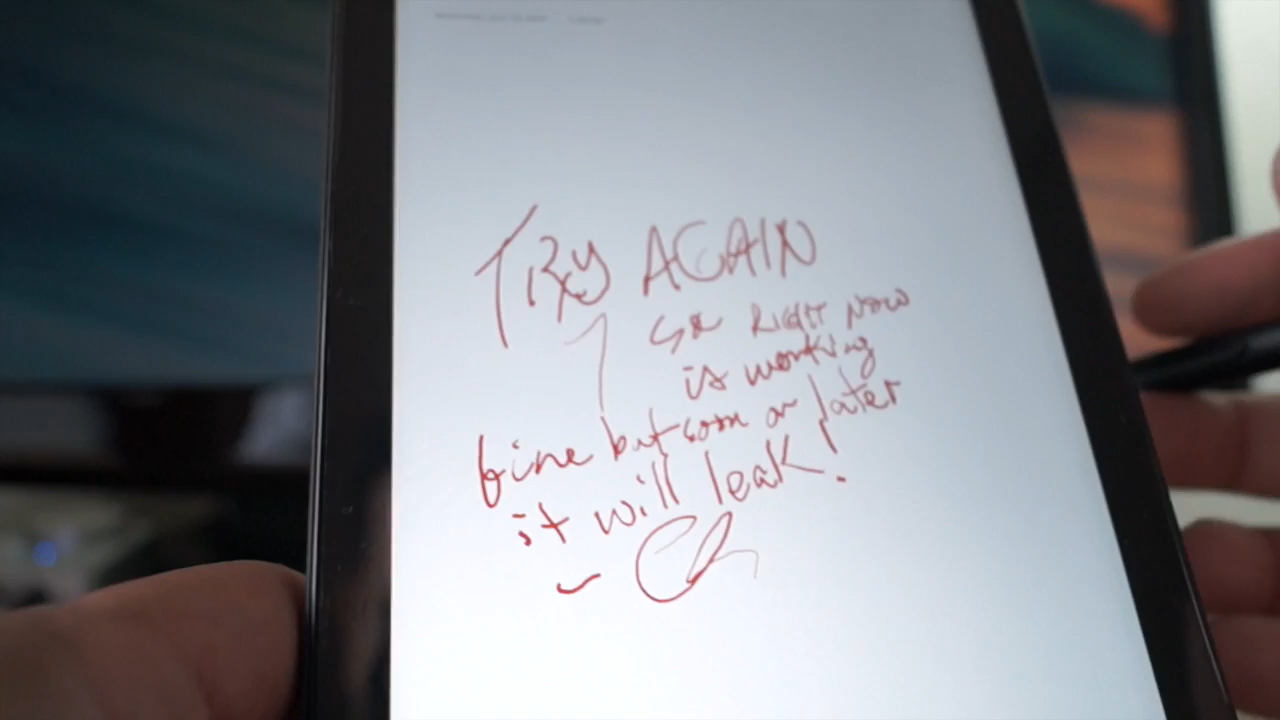 Try AGAIN
so RIGHT NOW
is working
fine but soon or later
it will leak!